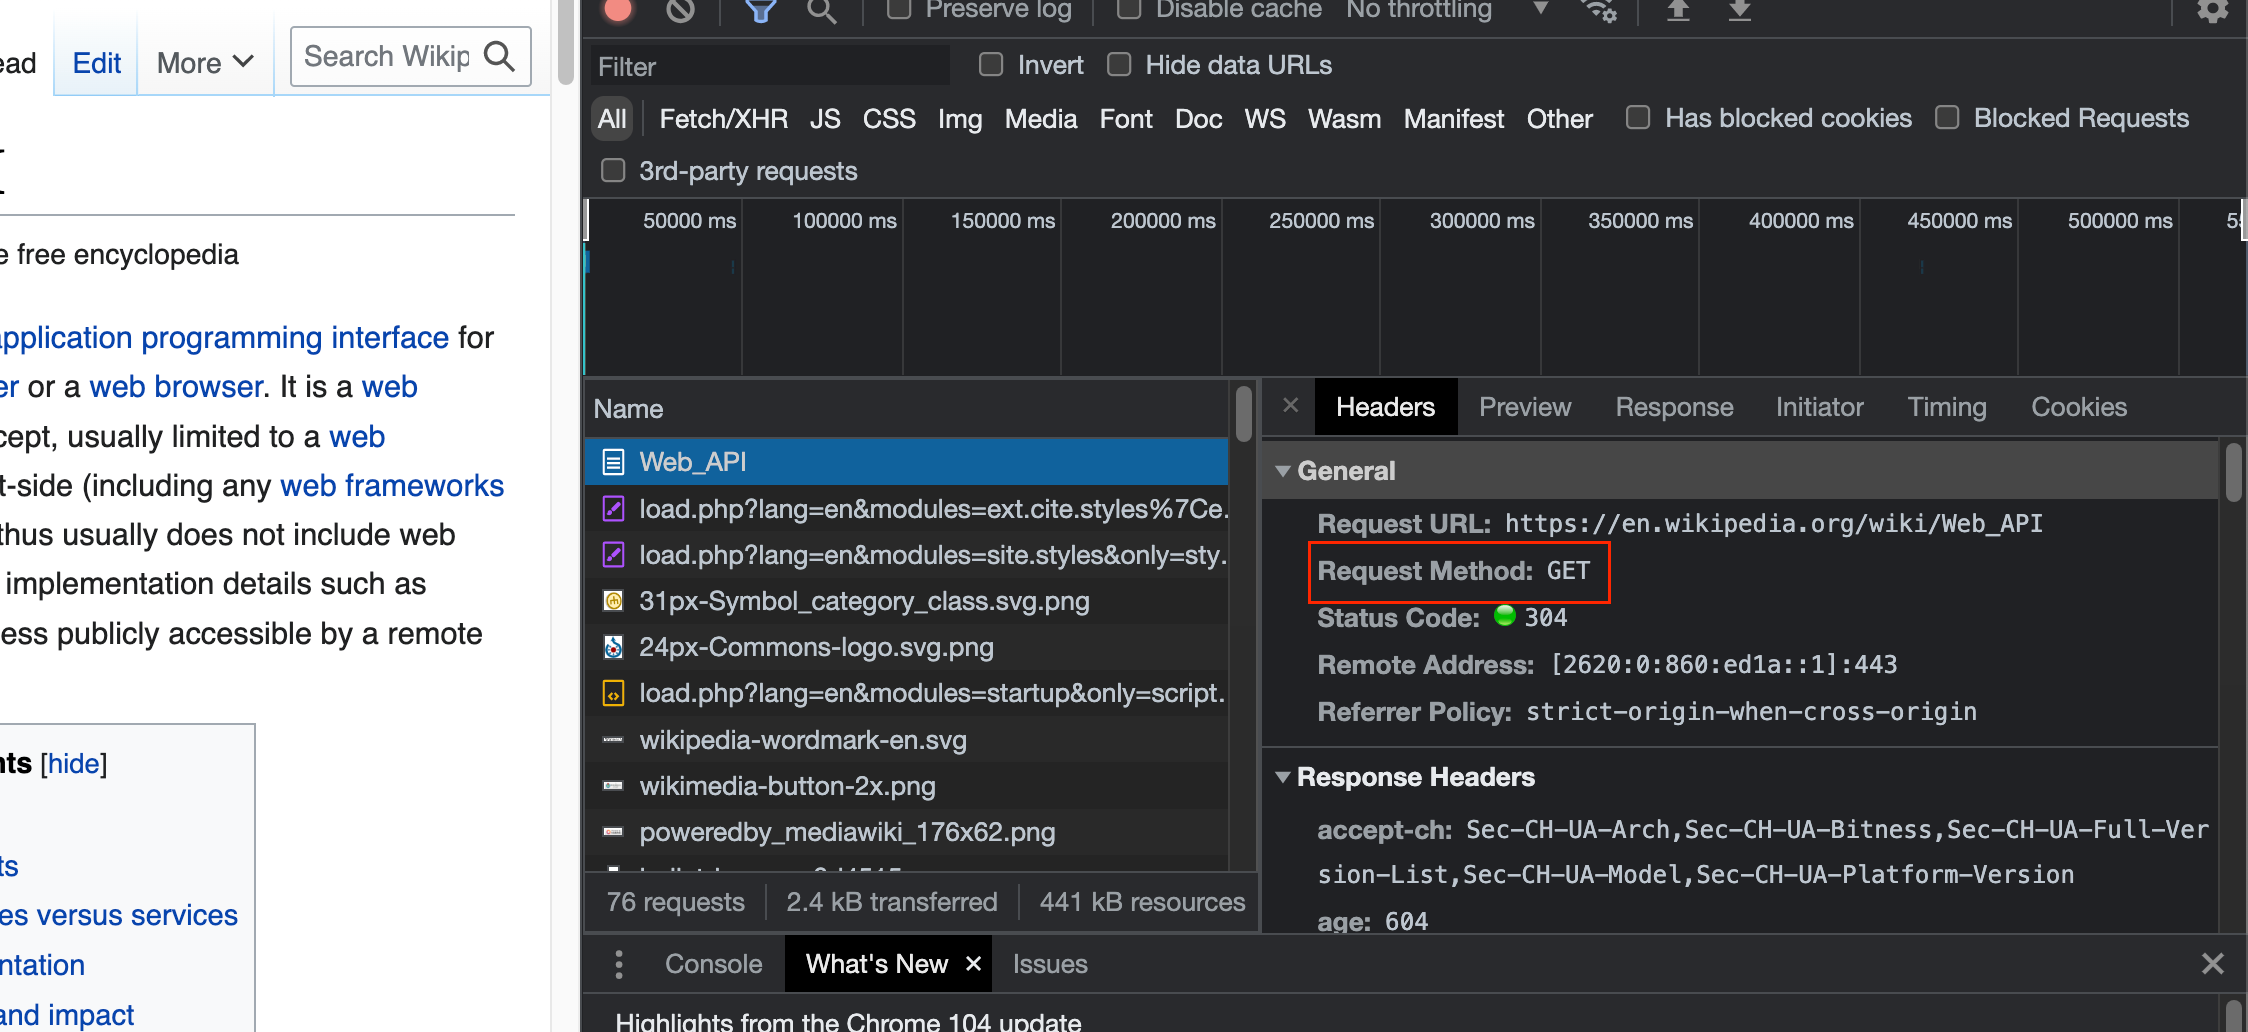 ead Edit More Search Wikip
e free encyclopedia
application programming interface for
er or a web browser. It is a web
cept, usually limited to a web
t-side (including any web frameworks
thus usually does not include web
implementation details such as
ess publicly accessible by a remote
nts [hide]
ts
es versus services
ntation
and impact
Preserve log Disable cache No throttling
Filter Invert Hide data URLs
All Fetch/XHR JS CSS Img Media Font Doc WS Wasm Manifest Other Has blocked cookies Blocked Requests
3rd-party requests
50000 ms 100000 ms 150000 ms 200000 ms 250000 ms 300000 ms 350000 ms 400000 ms 450000 ms 500000 ms 55
Name
Web_API
load.php?lang=en&modules=ext.cite.styles%7Ce.
load.php?lang=en&modules=site.styles&only=sty.
31px-Symbol_category_class.svg.png
24px-Commons-logo.svg.png
load.php?lang=en&modules=startup&only=script.
wikipedia-wordmark-en.svg
wikimedia-button-2x.png
poweredby_mediawiki_176x62.png
76 requests 2.4 kB transferred 441 kB resources
Headers Preview Response Initiator Timing Cookies
General
Request URL: https://en.wikipedia.org/wiki/Web_API
Request Method: GET
Status Code: 304
Remote Address: [2620:0:860:ed1a::1]:443
Referrer Policy: strict-origin-when-cross-origin
Response Headers
accept-ch: Sec-CH-UA-Arch,Sec-CH-UA-Bitness,Sec-CH-UA-Full-Ver
sion-List,Sec-CH-UA-Model,Sec-CH-UA-Platform-Version
age: 604
Console What's New Issues
Highlights from the Chrome 104 update